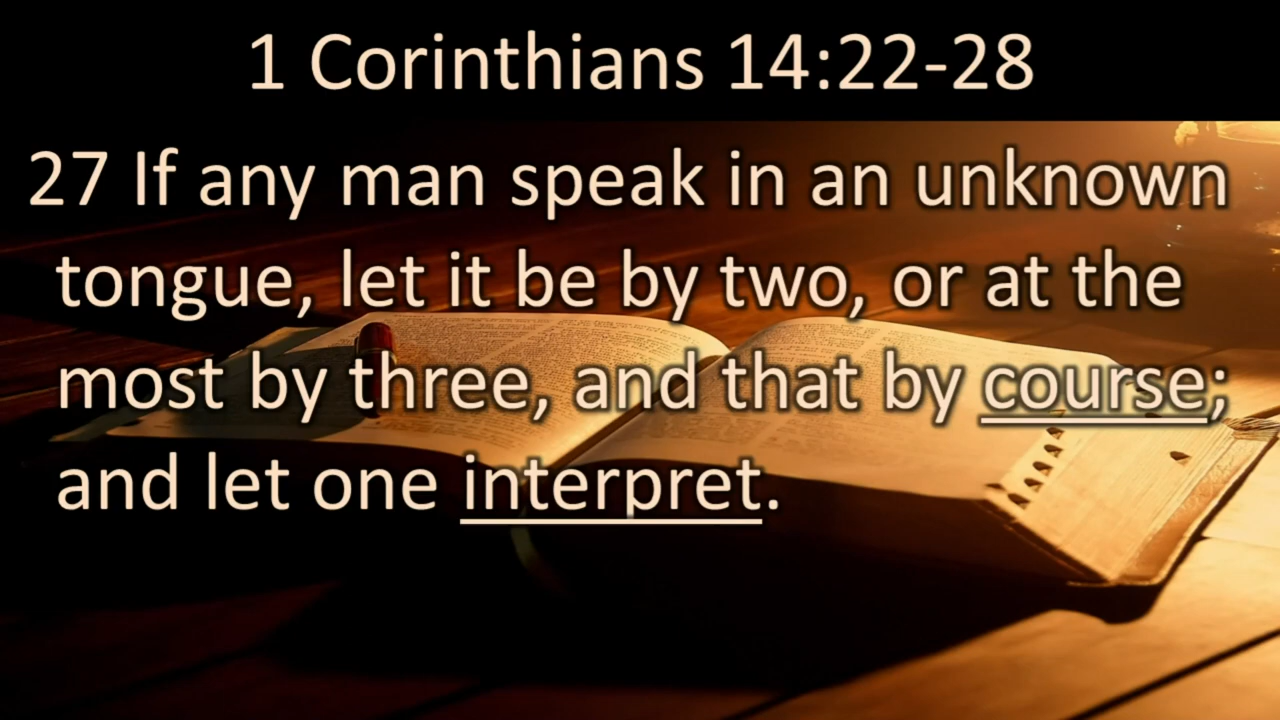 1 Corinthians 14:22-28
27 If any man speak in an unknown
tongue, let it be by two, or at the
most by three, and that by course;
and let one interpret.